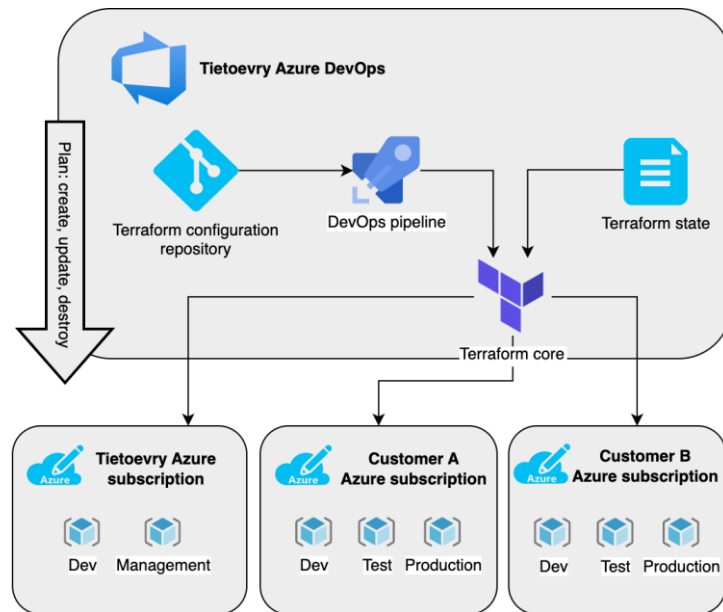 Tietoevry Azure DevOps
Plan: create, update, destroy
Terraform configuration
repository
DevOps pipeline
Terraform state
Terraform core
Azure
Tietoevry Azure
subscription
Dev
Management
Azure
Customer A
Azure subscription
Dev
Test
Production
Azure
Customer B
Azure subscription
Dev
Test
Production